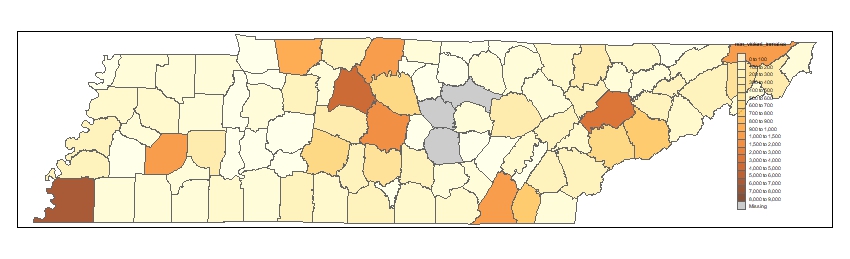 0 to 100
100 to 200
200 to 300
300 to 400
400 to 500
500 to 600
600 to 700
700 to 800
800 to 900
900 to 1,000
1,000 to 1,500
1,500 to 2,000
2,000 to 3,000
3,000 to 4,000
4,000 to 5,000
5,000 to 6,000
6,000 to 7,000
7,000 to 8,000
8,000 to 9,000
Missing